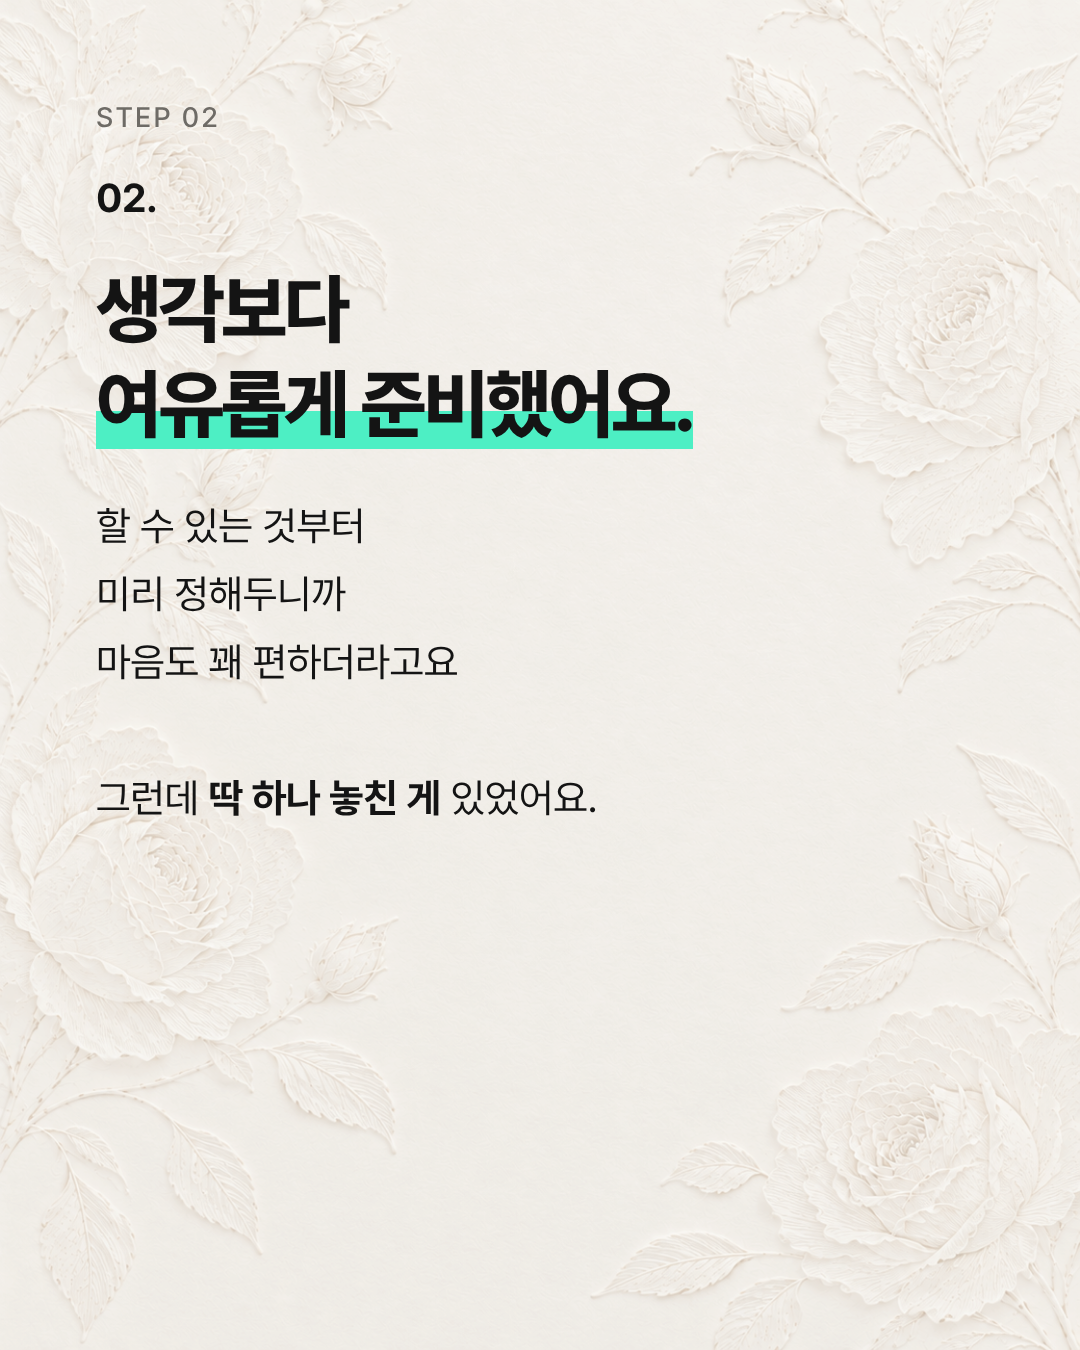 STEP 02
02.
생각보다
여유롭게 준비했어요.
할 수 있는 것부터
미리 정해두니까
마음도 꽤 편하더라고요
그런데 딱 하나 놓친 게 있었어요.